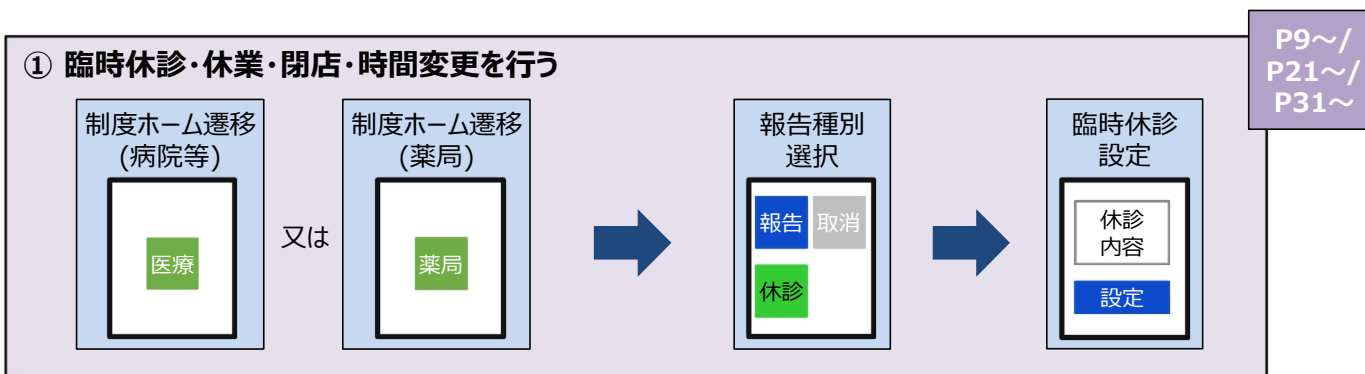 P9～/
P21～/
P31～
① 臨時休診・休業・閉店・時間変更を行う
制度ホーム遷移
(病院等)
医療
又は
制度ホーム遷移
(薬局)
薬局
報告種別
選択
報告 取消
休診
臨時休診
設定
休診
内容
設定